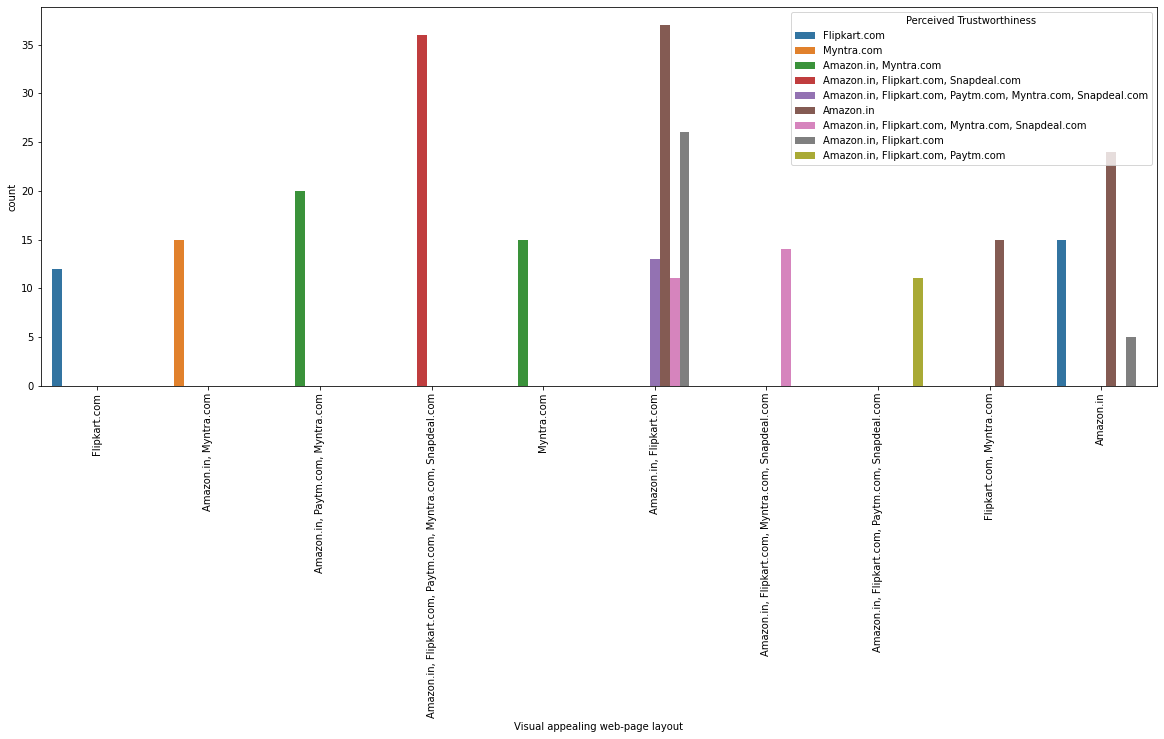 Perceived Trustworthiness
Flipkart.com
Myntra.com
Amazon.in, Myntra.com
Amazon.in, Flipkart.com, Snapdeal.com
Amazon.in, Flipkart.com, Paytm.com, Myntra.com, Snapdeal.com
Amazon.in
Amazon.in, Flipkart.com, Myntra.com, Snapdeal.com
Amazon.in, Flipkart.com
Amazon.in, Flipkart.com, Paytm.com
count
35
30
25
20
15
10
5
0
Flipkart.com
Amazon.in, Myntra.com
Amazon.in, Paytm.com, Myntra.com
Amazon.in, Flipkart.com, Paytm.com, Myntra.com, Snapdeal.com
Myntra.com
Amazon.in, Flipkart.com
Amazon.in, Flipkart.com, Myntra.com, Snapdeal.com
Amazon.in, Flipkart.com, Paytm.com, Snapdeal.com
Flipkart.com, Myntra.com
Amazon.in
Visual appealing web-page layout